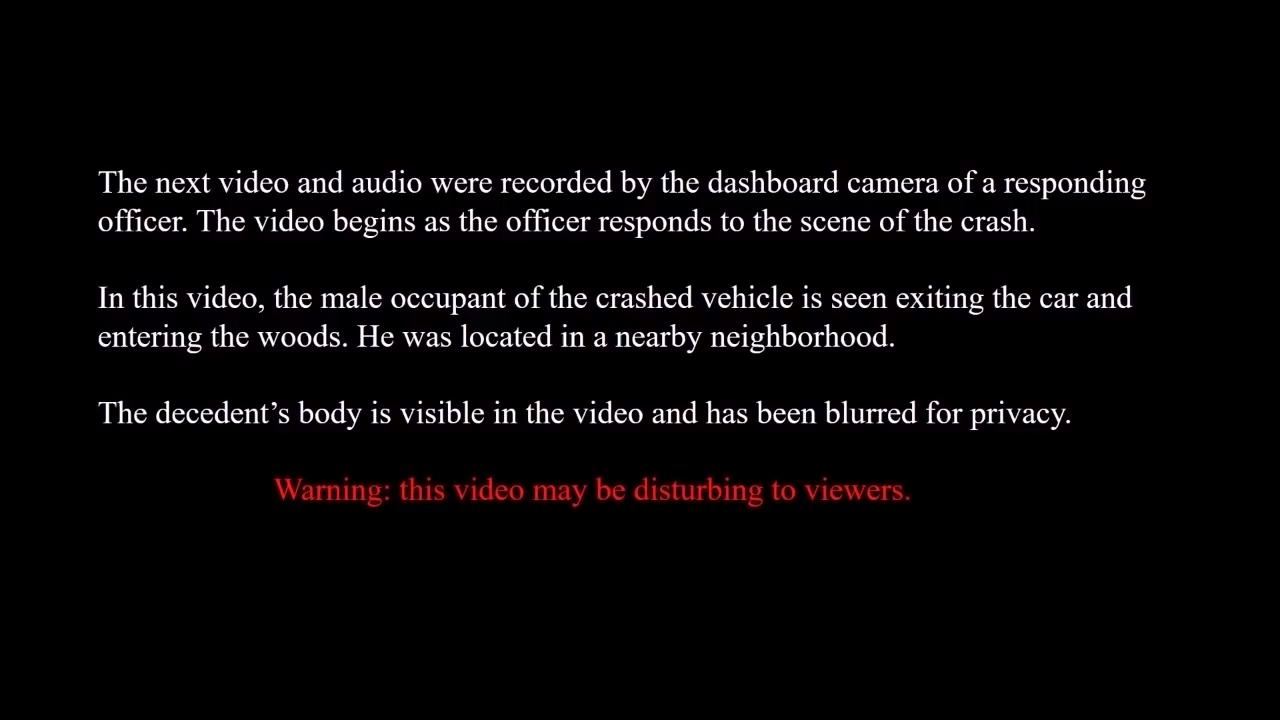 The next video and audio were recorded by the dashboard camera of a responding
officer. The video begins as the officer responds to the scene of the crash.
In this video, the male occupant of the crashed vehicle is seen exiting the car and
entering the woods. He was located in a nearby neighborhood.
The decedent’s body is visible in the video and has been blurred for privacy.
Warning: this video may be disturbing to viewers.